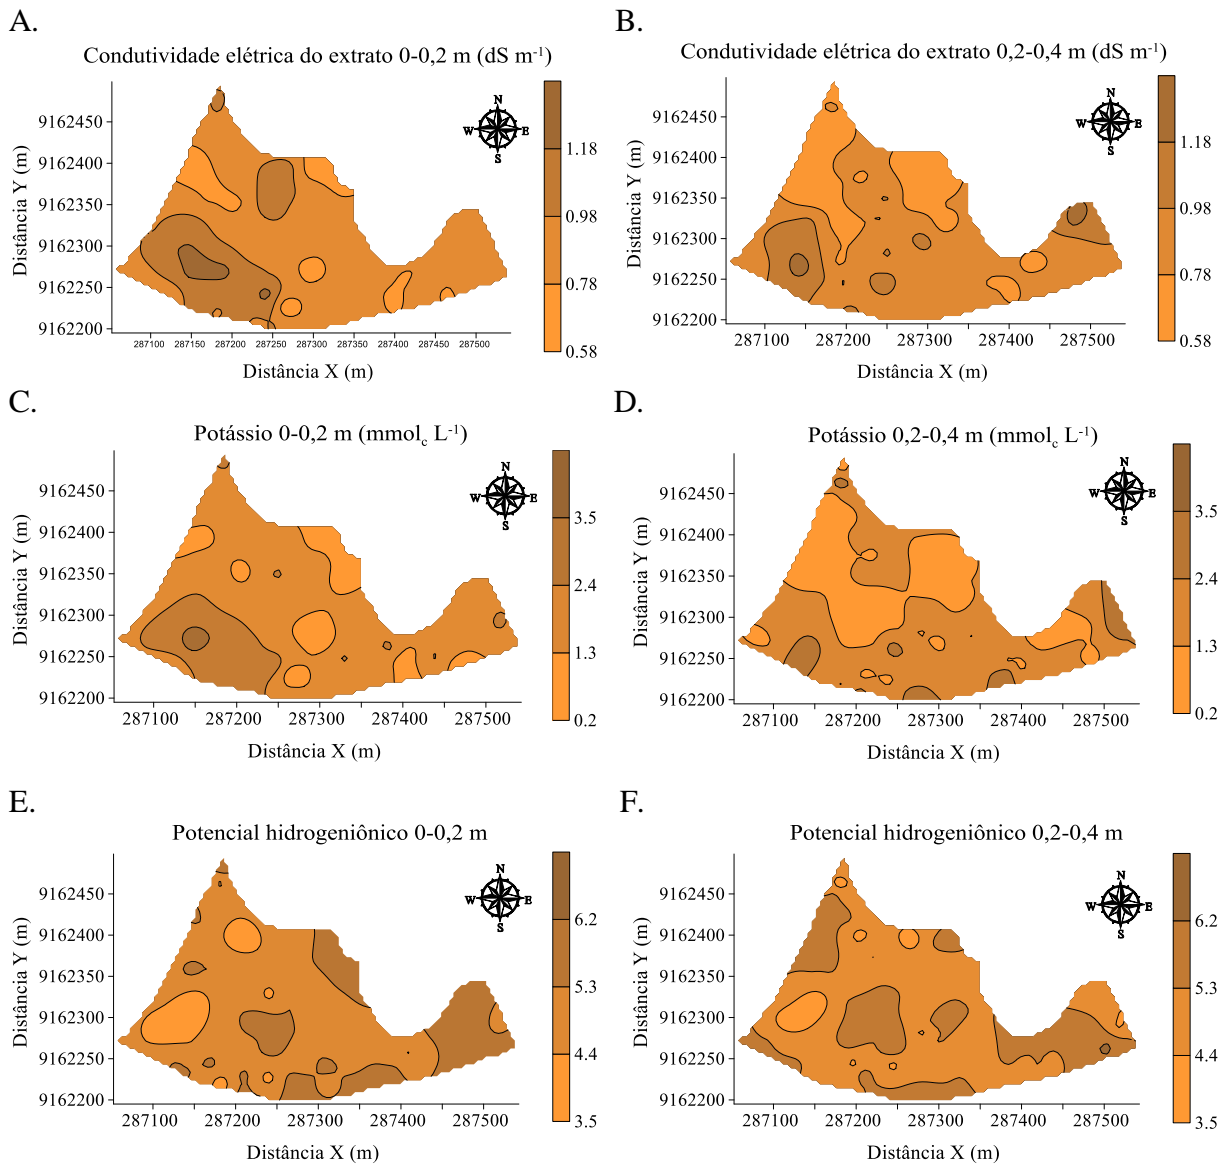 A.
Condutividade elétrica do extrato 0-0,2 m (dS m⁻¹)
N
W E
S
9162450
9162400
9162350
9162300
9162250
9162200
Distância Y (m)
287100 287150 287200 287250 287300 287350 287400 287450 287500
Distância X (m)
1.18
0.98
0.78
0.58
B.
Condutividade elétrica do extrato 0,2-0,4 m (dS m⁻¹)
N
W E
S
9162450
9162400
9162350
9162300
9162250
9162200
Distância Y (m)
287100 287200 287300 287400 287500
Distância X (m)
1.18
0.98
0.78
0.58
C.
Potássio 0-0,2 m (mmolc L⁻¹)
N
W E
S
9162450
9162400
9162350
9162300
9162250
9162200
Distância Y (m)
287100 287200 287300 287400 287500
Distância X (m)
3.5
2.4
1.3
0.2
D.
Potássio 0,2-0,4 m (mmolc L⁻¹)
N
W E
S
9162450
9162400
9162350
9162300
9162250
9162200
Distância Y (m)
287100 287200 287300 287400 287500
Distância X (m)
3.5
2.4
1.3
0.2
E.
Potencial hidrogeniônico 0-0,2 m
N
W E
S
9162450
9162400
9162350
9162300
9162250
9162200
Distância Y (m)
287100 287200 287300 287400 287500
Distância X (m)
6.2
5.3
4.4
3.5
F.
Potencial hidrogeniônico 0,2-0,4 m
N
W E
S
9162450
9162400
9162350
9162300
9162250
9162200
Distância Y (m)
287100 287200 287300 287400 287500
Distância X (m)
6.2
5.3
4.4
3.5